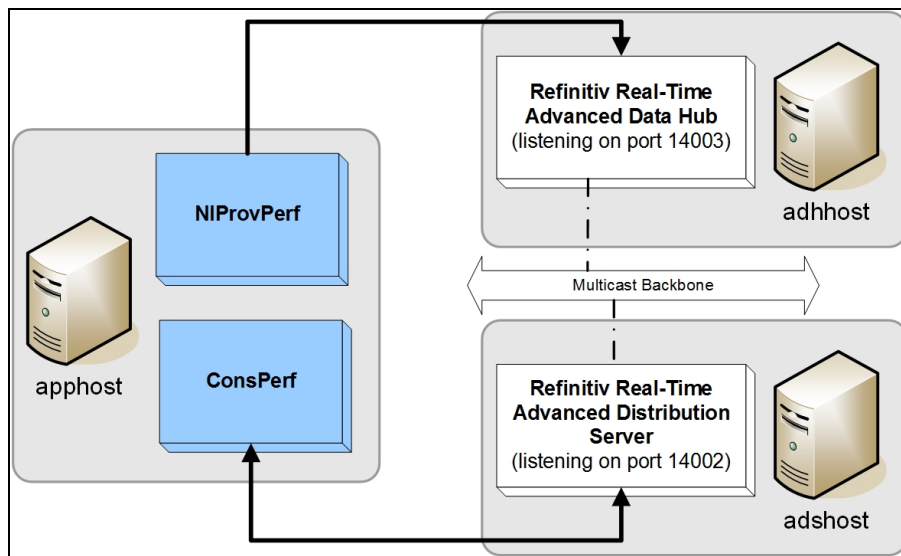 Refinitiv Real-Time
Advanced Data Hub
(listening on port 14003)
adhhost
NIProvPerf
apphost
ConsPerf
Multicast Backbone
Refinitiv Real-Time
Advanced Distribution
Server
(listening on port 14002)
adshost